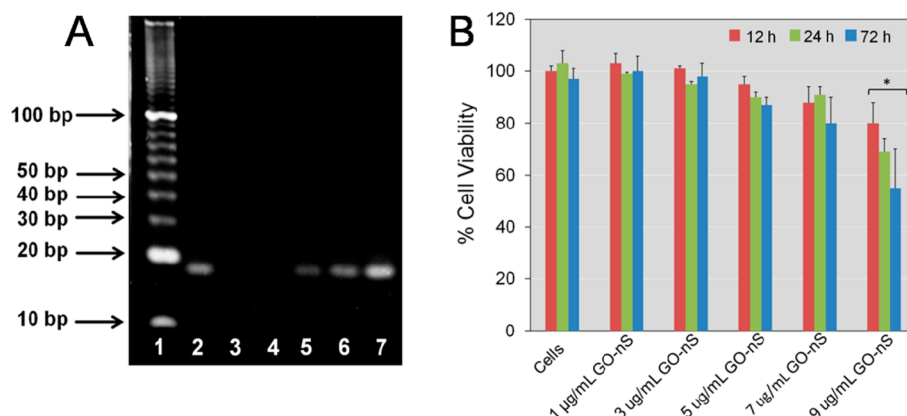 A
100 bp
50 bp
40 bp
30 bp
20 bp
10 bp
1 2 3 4 5 6 7
B
% Cell Viability
120
100
80
60
40
20
0
12 h 24 h 72 h
*
Cells
1 µg/mL GO-nS
3 ug/mL GO-nS
5 ug/mL GO-nS
7 ug/mL GO-nS
9 ug/mL GO-nS